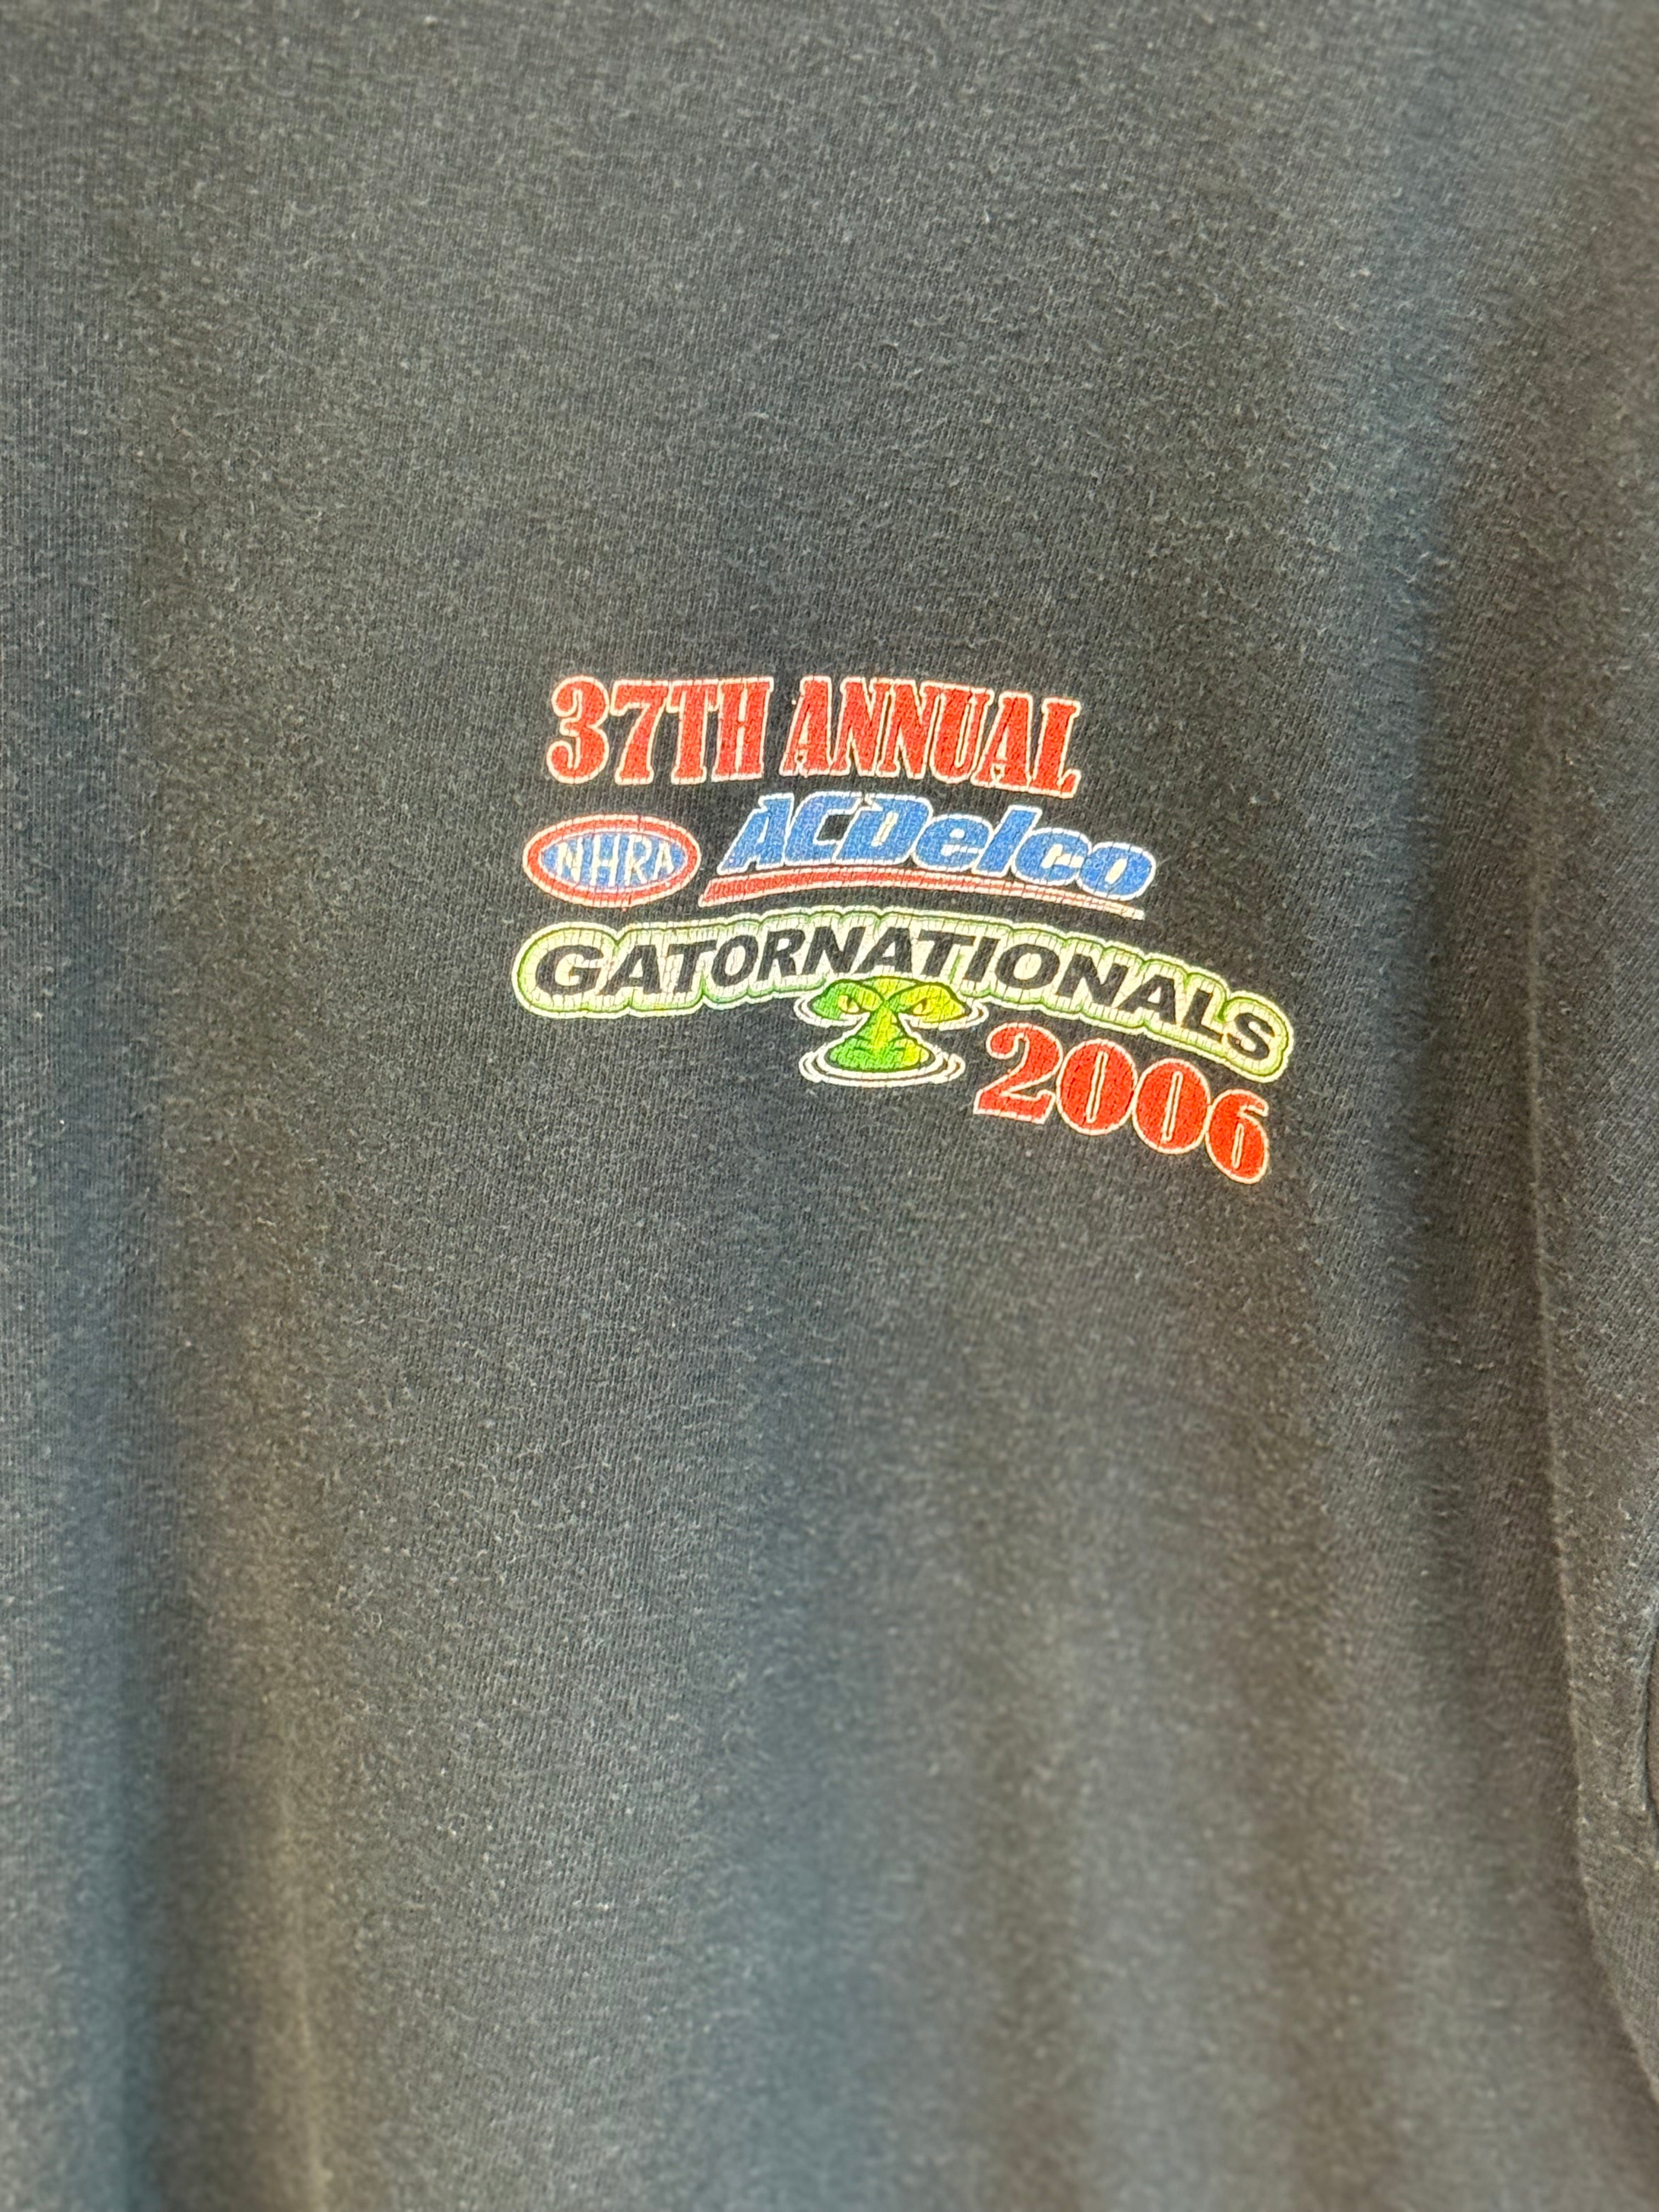 37TH ANNUAL
NHRA ACDelco
GATORNATIONALS
2006